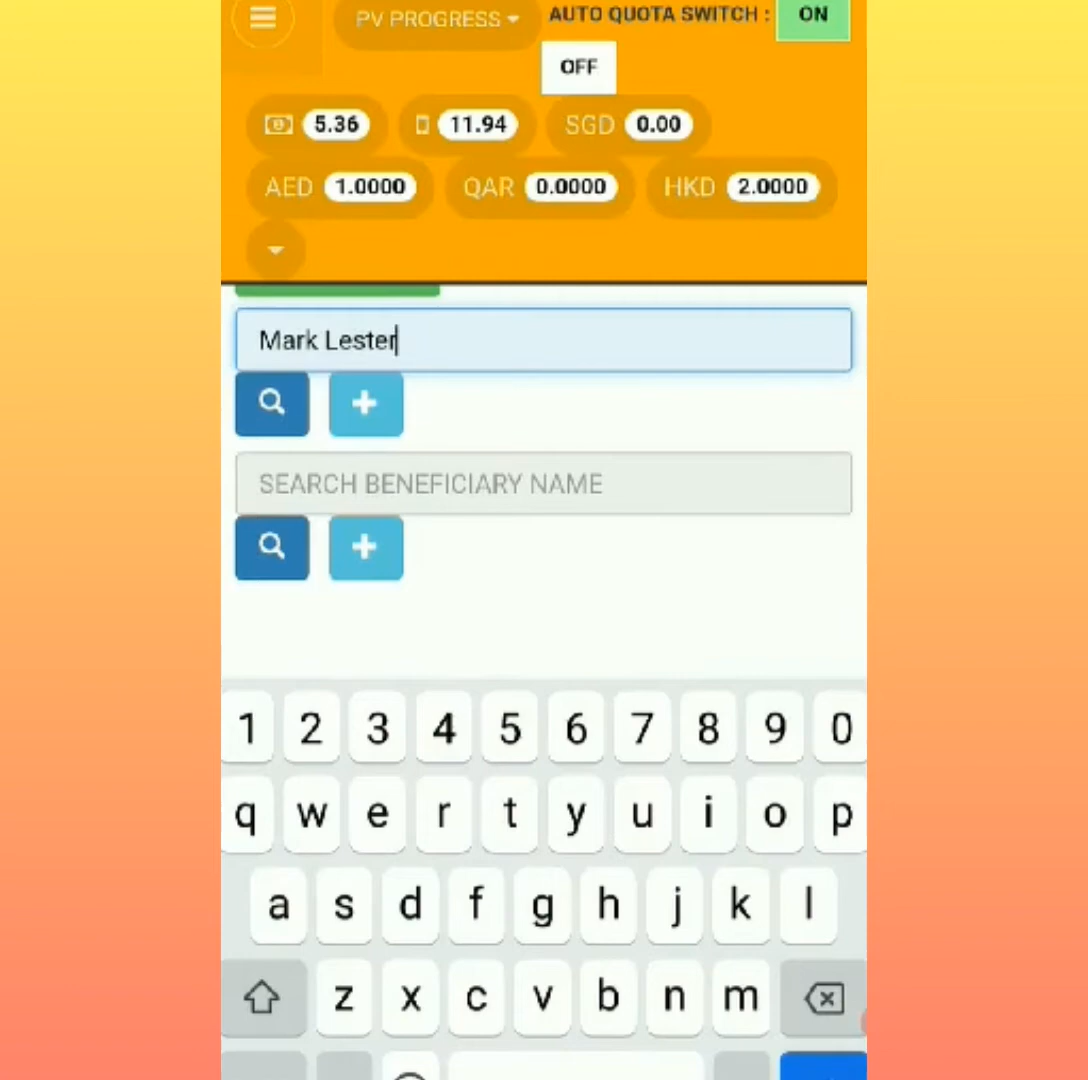 PV PROGRESS AUTO QUOTA SWITCH : ON
OFF
5.36 11.94 SGD 0.00
AED 1.0000 QAR 0.0000 HKD 2.0000
Mark Lester
SEARCH BENEFICIARY NAME
1 2 3 4 5 6 7 8 9 0
q w e r t y u i o p
a s d f g h j k l
z x c v b n m